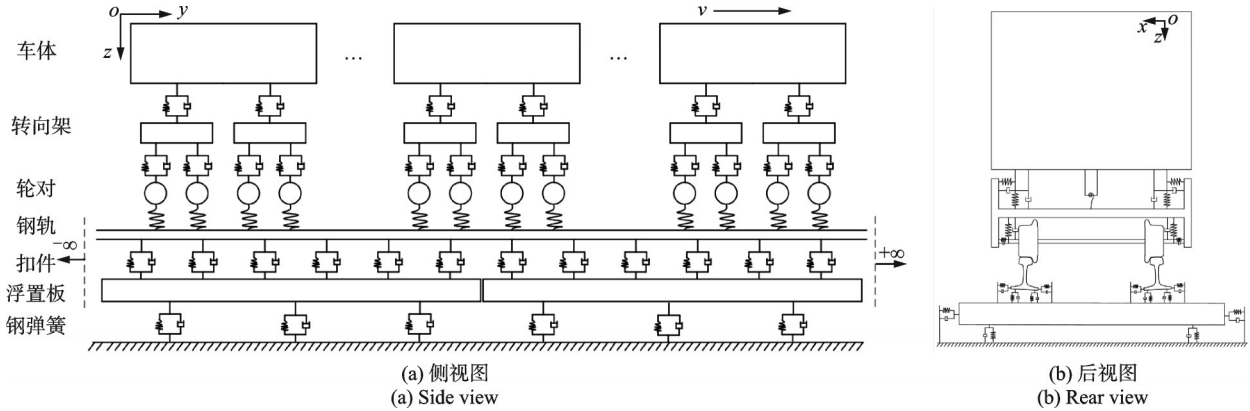 o y
z
v
车体
... ...
转向架
轮对
钢轨
−∞
+∞
扣件
浮置板
钢弹簧
(a) 侧视图
(a) Side view
x o
z
(b) 后视图
(b) Rear view